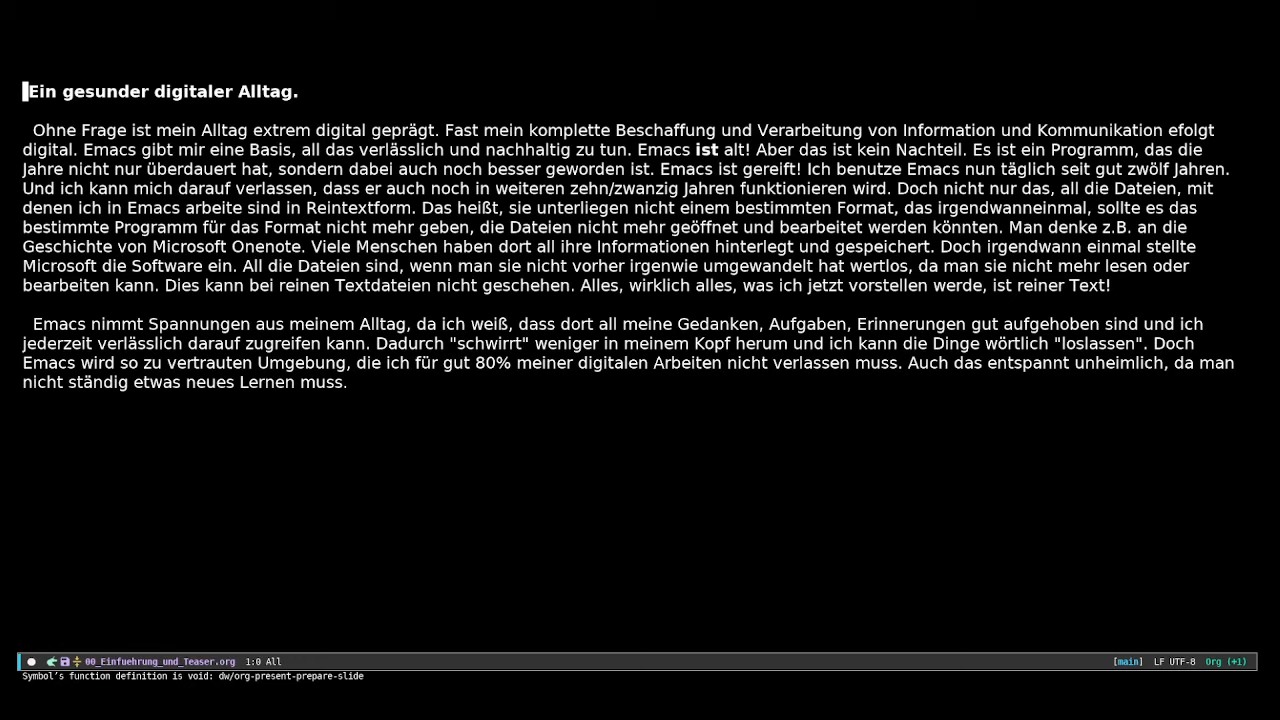 Ein gesunder digitaler Alltag.
Ohne Frage ist mein Alltag extrem digital geprägt. Fast mein komplette Beschaffung und Verarbeitung von Information und Kommunikation efolgt
digital. Emacs gibt mir eine Basis, all das verlässlich und nachhaltig zu tun. Emacs ist alt! Aber das ist kein Nachteil. Es ist ein Programm, das die
Jahre nicht nur überdauert hat, sondern dabei auch noch besser geworden ist. Emacs ist gereift! Ich benutze Emacs nun täglich seit gut zwölf Jahren.
Und ich kann mich darauf verlassen, dass er auch noch in weiteren zehn/zwanzig Jahren funktionieren wird. Doch nicht nur das, all die Dateien, mit
denen ich in Emacs arbeite sind in Reintextform. Das heißt, sie unterliegen nicht einem bestimmten Format, das irgendwanneinmal, sollte es das
bestimmte Programm für das Format nicht mehr geben, die Dateien nicht mehr geöffnet und bearbeitet werden könnten. Man denke z.B. an die
Geschichte von Microsoft Onenote. Viele Menschen haben dort all ihre Informationen hinterlegt und gespeichert. Doch irgendwann einmal stellte
Microsoft die Software ein. All die Dateien sind, wenn man sie nicht vorher irgenwie umgewandelt hat wertlos, da man sie nicht mehr lesen oder
bearbeiten kann. Dies kann bei reinen Textdateien nicht geschehen. Alles, wirklich alles, was ich jetzt vorstellen werde, ist reiner Text!
Emacs nimmt Spannungen aus meinem Alltag, da ich weiß, dass dort all meine Gedanken, Aufgaben, Erinnerungen gut aufgehoben sind und ich
jederzeit verlässlich darauf zugreifen kann. Dadurch "schwirrt" weniger in meinem Kopf herum und ich kann die Dinge wörtlich "loslassen". Doch
Emacs wird so zu vertrauten Umgebung, die ich für gut 80% meiner digitalen Arbeiten nicht verlassen muss. Auch das entspannt unheimlich, da man
nicht ständig etwas neues Lernen muss.
00_Einfuehrung_und_Teaser.org 1:0 All [main] LF UTF-8 Org (+1)
Symbol’s function definition is void: dw/org-present-prepare-slide